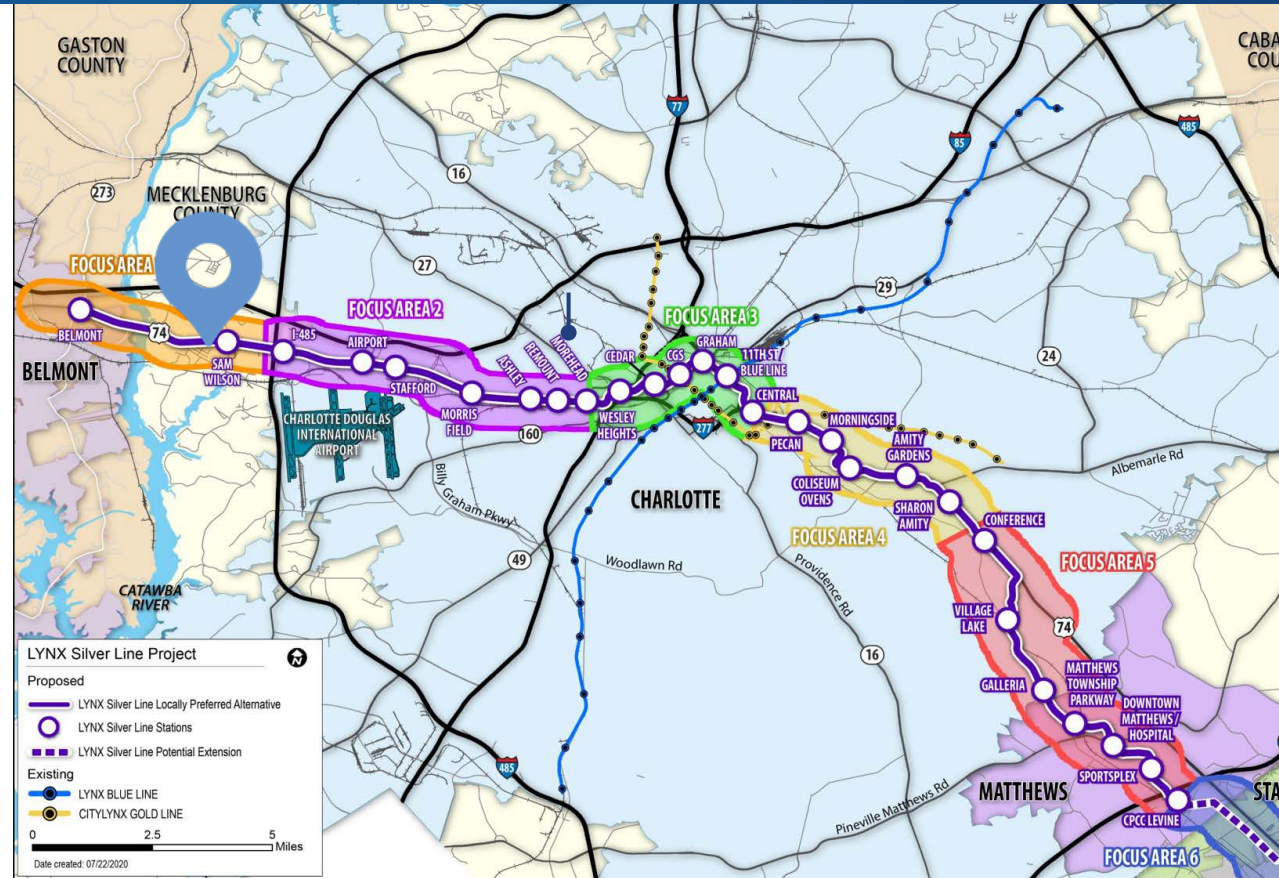 GASTON
COUNTY
CABA
COU
77
485
85
16
273
MECKLENBURG
COUNTY
FOCUS AREA
27
29
FOCUS AREA 2
FOCUS AREA 3
24
74
BELMONT
I-485
AIRPORT
MOREHEAD
REMOUNT
ASHLEY
CEDAR
CGS
GRAHAM
11TH ST/
BLUE LINE
BELMONT
SAM
WILSON
STAFFORD
CENTRAL
CHARLOTTE DOUGLAS
INTERNATIONAL
AIRPORT
MORRIS
FIELD
160
WESLEY
HEIGHTS
277
PECAN
MORNINGSIDE
AMITY
GARDENS
Albemarle Rd
Billy Graham Pkwy
COLISEUM
OVENS
CHARLOTTE
SHARON
AMITY
CONFERENCE
FOCUS AREA 4
FOCUS AREA 5
49
Woodlawn Rd
Providence Rd
CATAWBA
RIVER
VILLAGE
LAKE
74
16
MATTHEWS
TOWNSHIP
PARKWAY
GALLERIA
DOWNTOWN
MATTHEWS /
HOSPITAL
485
SPORTSPLEX
MATTHEWS
STA
Pineville Matthews Rd
CPCC LEVINE
FOCUS AREA 6
LYNX Silver Line Project
N
Proposed
LYNX Silver Line Locally Preferred Alternative
LYNX Silver Line Stations
LYNX Silver Line Potential Extension
Existing
LYNX BLUE LINE
CITYLYNX GOLD LINE
0 2.5 5
Miles
Date created: 07/22/2020